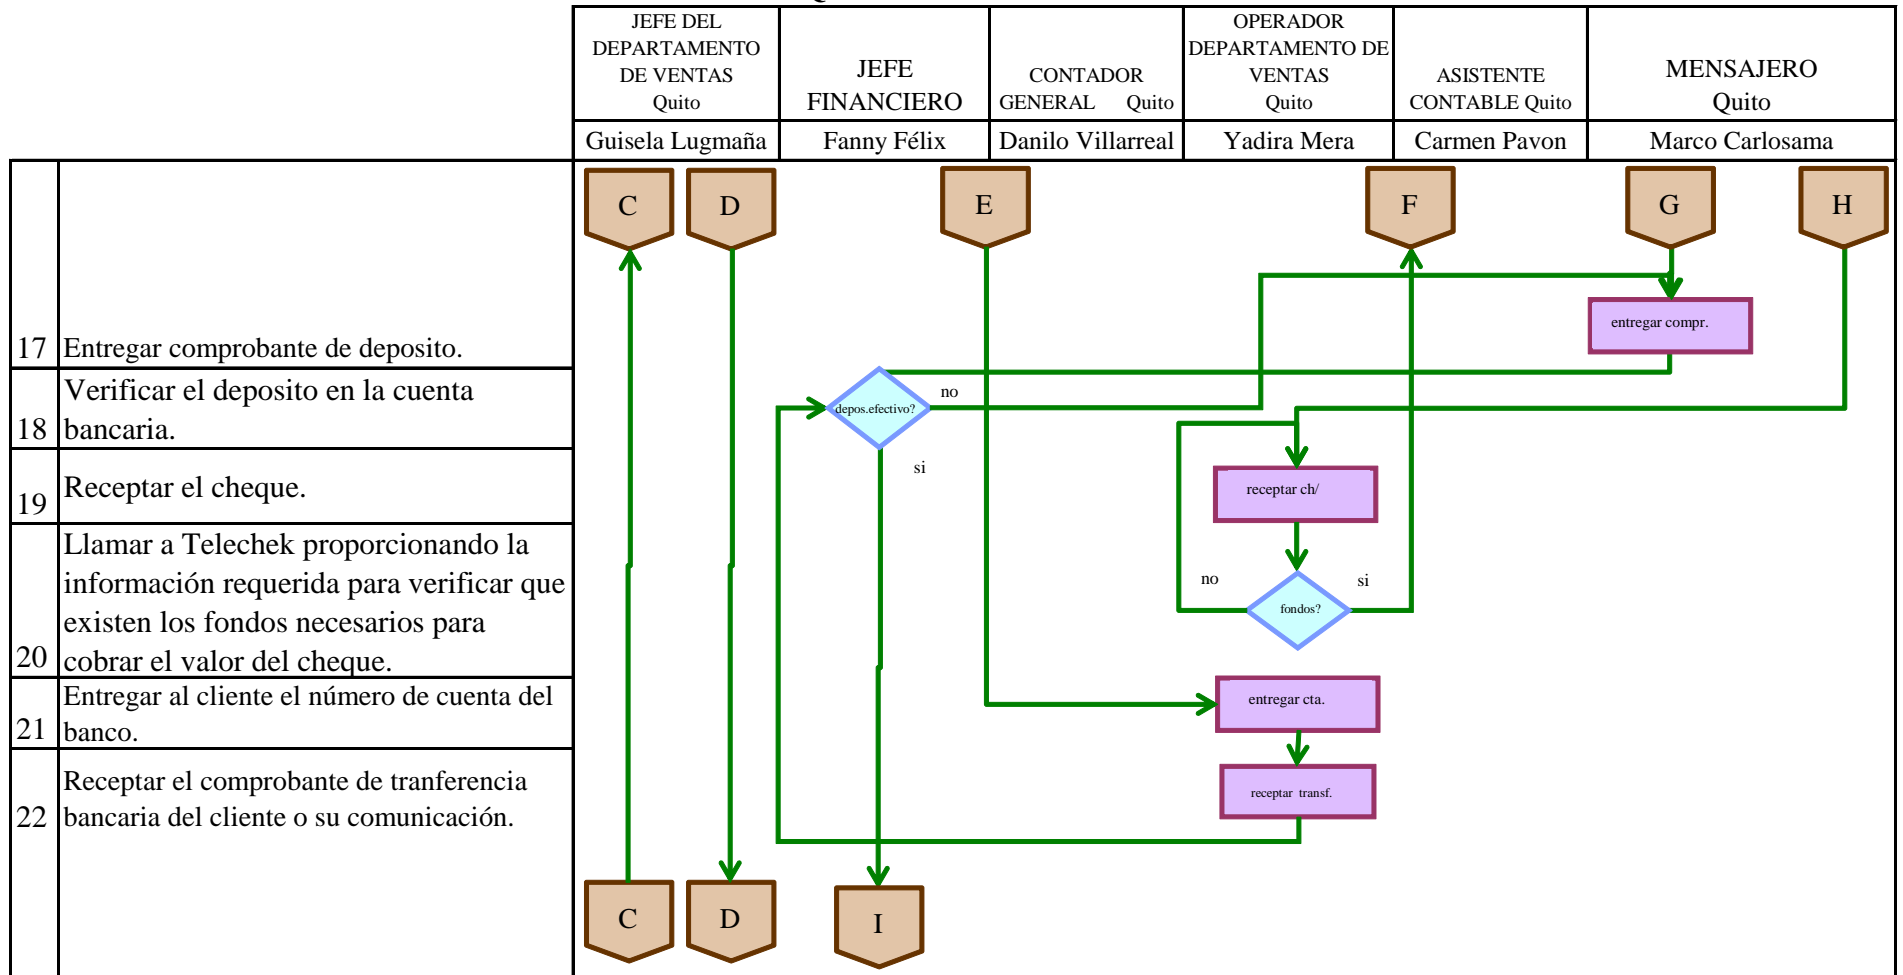 JEFE DEL
DEPARTAMENTO
DE VENTAS
Quito
JEFE
FINANCIERO
CONTADOR
GENERAL Quito
OPERADOR
DEPARTAMENTO DE
VENTAS
Quito
ASISTENTE
CONTABLE Quito
MENSAJERO
Quito
Guisela Lugmaña
Fanny Félix
Danilo Villarreal
Yadira Mera
Carmen Pavon
Marco Carlosama
C
D
E
F
G
H
entregar compr.
17 Entregar comprobante de deposito.
Verificar el deposito en la cuenta
18 bancaria.
depos.efectivo?
no
si
19 Receptar el cheque.
receptar ch/
Llamar a Telechek proporcionando la
información requerida para verificar que
existen los fondos necesarios para
20 cobrar el valor del cheque.
no
si
fondos?
Entregar al cliente el número de cuenta del
21 banco.
entregar cta.
Receptar el comprobante de tranferencia
22 bancaria del cliente o su comunicación.
receptar transf.
C
D
I